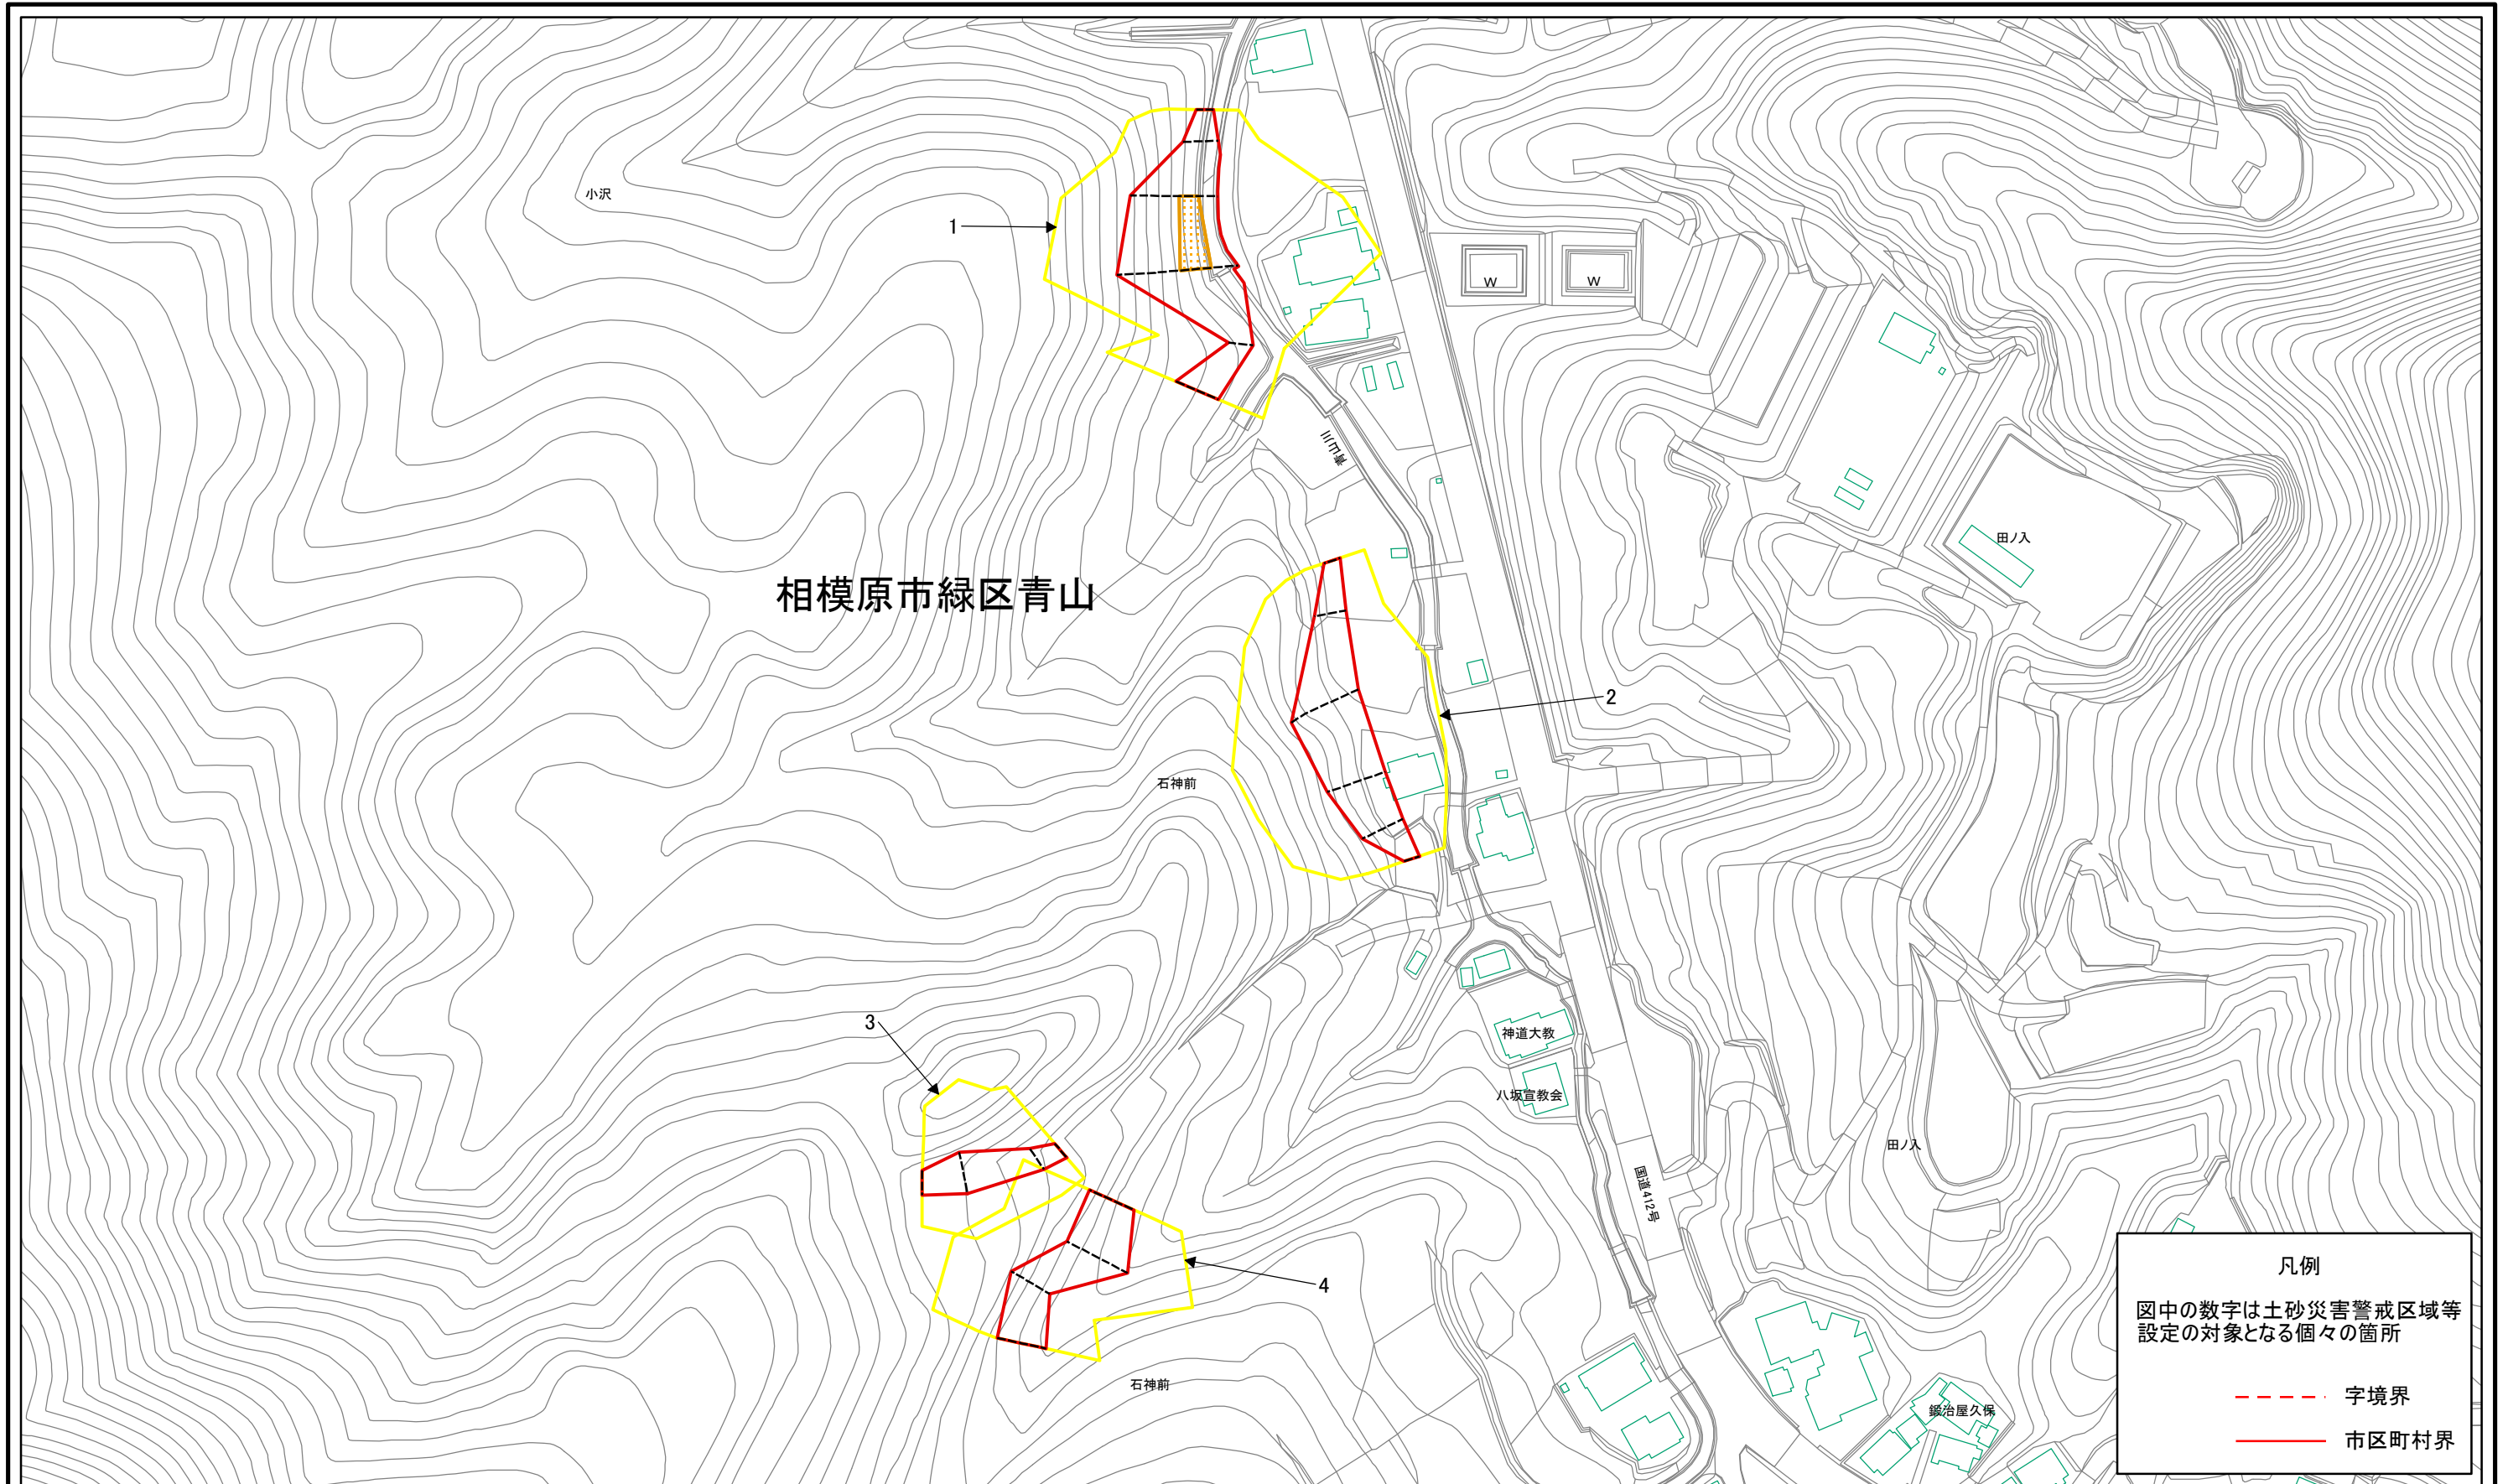 小沢
1
W
W
青山川
田ノ入
相模原市緑区青山
2
石神前
3
神道大教
八坂宣教会
田ノ入
国道412号
4
石神前
鍛治屋久保
凡例
図中の数字は土砂災害警戒区域等
設定の対象となる個々の箇所
字境界
市区町村界